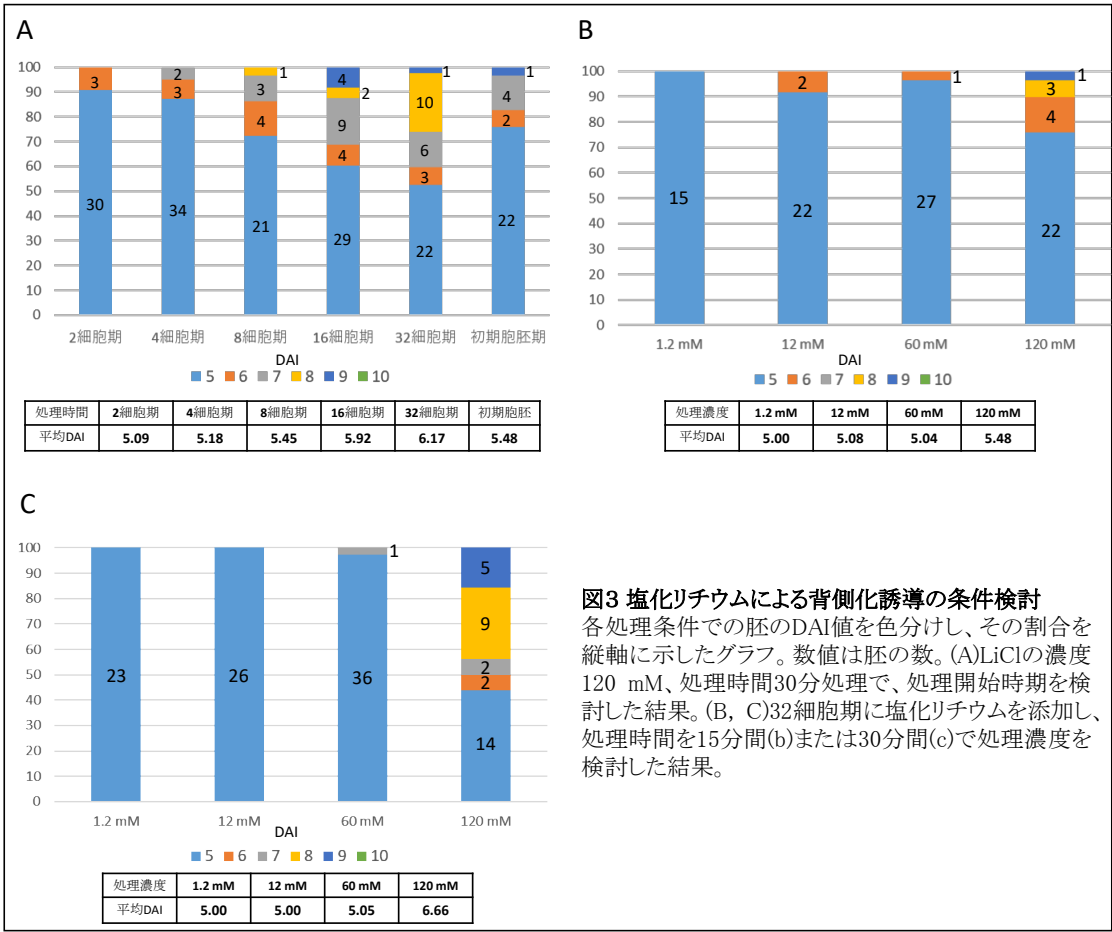 A
100
90
80
70
60
50
40
30
20
10
0
3
30
2
3
34
1
3
4
21
4
2
9
4
29
1
10
6
3
22
1
4
2
22
2細胞期 4細胞期 8細胞期 16細胞期 32細胞期 初期胞胚期
DAI
5 6 7 8 9 10
処理時間 2細胞期 4細胞期 8細胞期 16細胞期 32細胞期 初期胞胚
平均DAI 5.09 5.18 5.45 5.92 6.17 5.48
B
100
90
80
70
60
50
40
30
20
10
0
15
2
22
1
27
1
3
4
22
1.2 mM 12 mM 60 mM 120 mM
DAI
5 6 7 8 9 10
処理濃度 1.2 mM 12 mM 60 mM 120 mM
平均DAI 5.00 5.08 5.04 5.48
C
100
90
80
70
60
50
40
30
20
10
0
23
26
1
36
5
9
2
2
14
1.2 mM 12 mM 60 mM 120 mM
DAI
5 6 7 8 9 10
処理濃度 1.2 mM 12 mM 60 mM 120 mM
平均DAI 5.00 5.00 5.05 6.66
図3 塩化リチウムによる背側化誘導の条件検討
各処理条件での胚のDAI値を色分けし、その割合を
縦軸に示したグラフ。数値は胚の数。(A)LiClの濃度
120 mM、処理時間30分処理で、処理開始時期を検
討した結果。(B, C)32細胞期に塩化リチウムを添加し、
処理時間を15分間(b)または30分間(c)で処理濃度を
検討した結果。